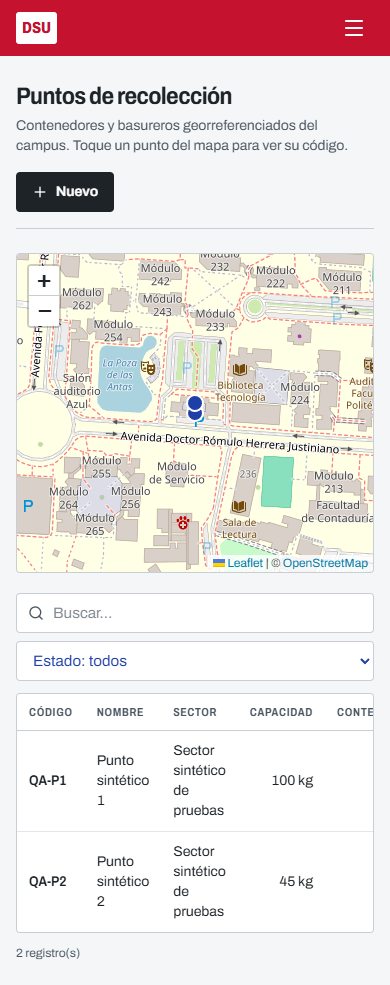 DSU
Puntos de recolección
Contenedores y basureros georreferenciados del
campus. Toque un punto del mapa para ver su código.
+ Nuevo
+
−
Módulo
232
Módulo
242
Módulo
222
Módulo
211
Módulo
262
Módulo
243
Módulo
233
Módulo
254
Avenida F
R
P
P
P
P
La Poza
de las
Antas
Salón
auditorio
Azul
Biblioteca
Tecnología
Módulo
224
Audit
Facu
Polité
Avenida Doctor Rómulo Herrera Justiniano
Módulo
255
Módulo
de Servicio
236
Módulo
213
Módulo
264
Módulo
256
Módulo
265
P
Sala de
Lectura
Facultad
de Contaduría
P
Leaflet | © OpenStreetMap
Buscar...
Estado: todos
CÓDIGO NOMBRE SECTOR CAPACIDAD CONTE
QA-P1 Punto sintético 1 Sector sintético de pruebas 100 kg
QA-P2 Punto sintético 2 Sector sintético de pruebas 45 kg
2 registro(s)